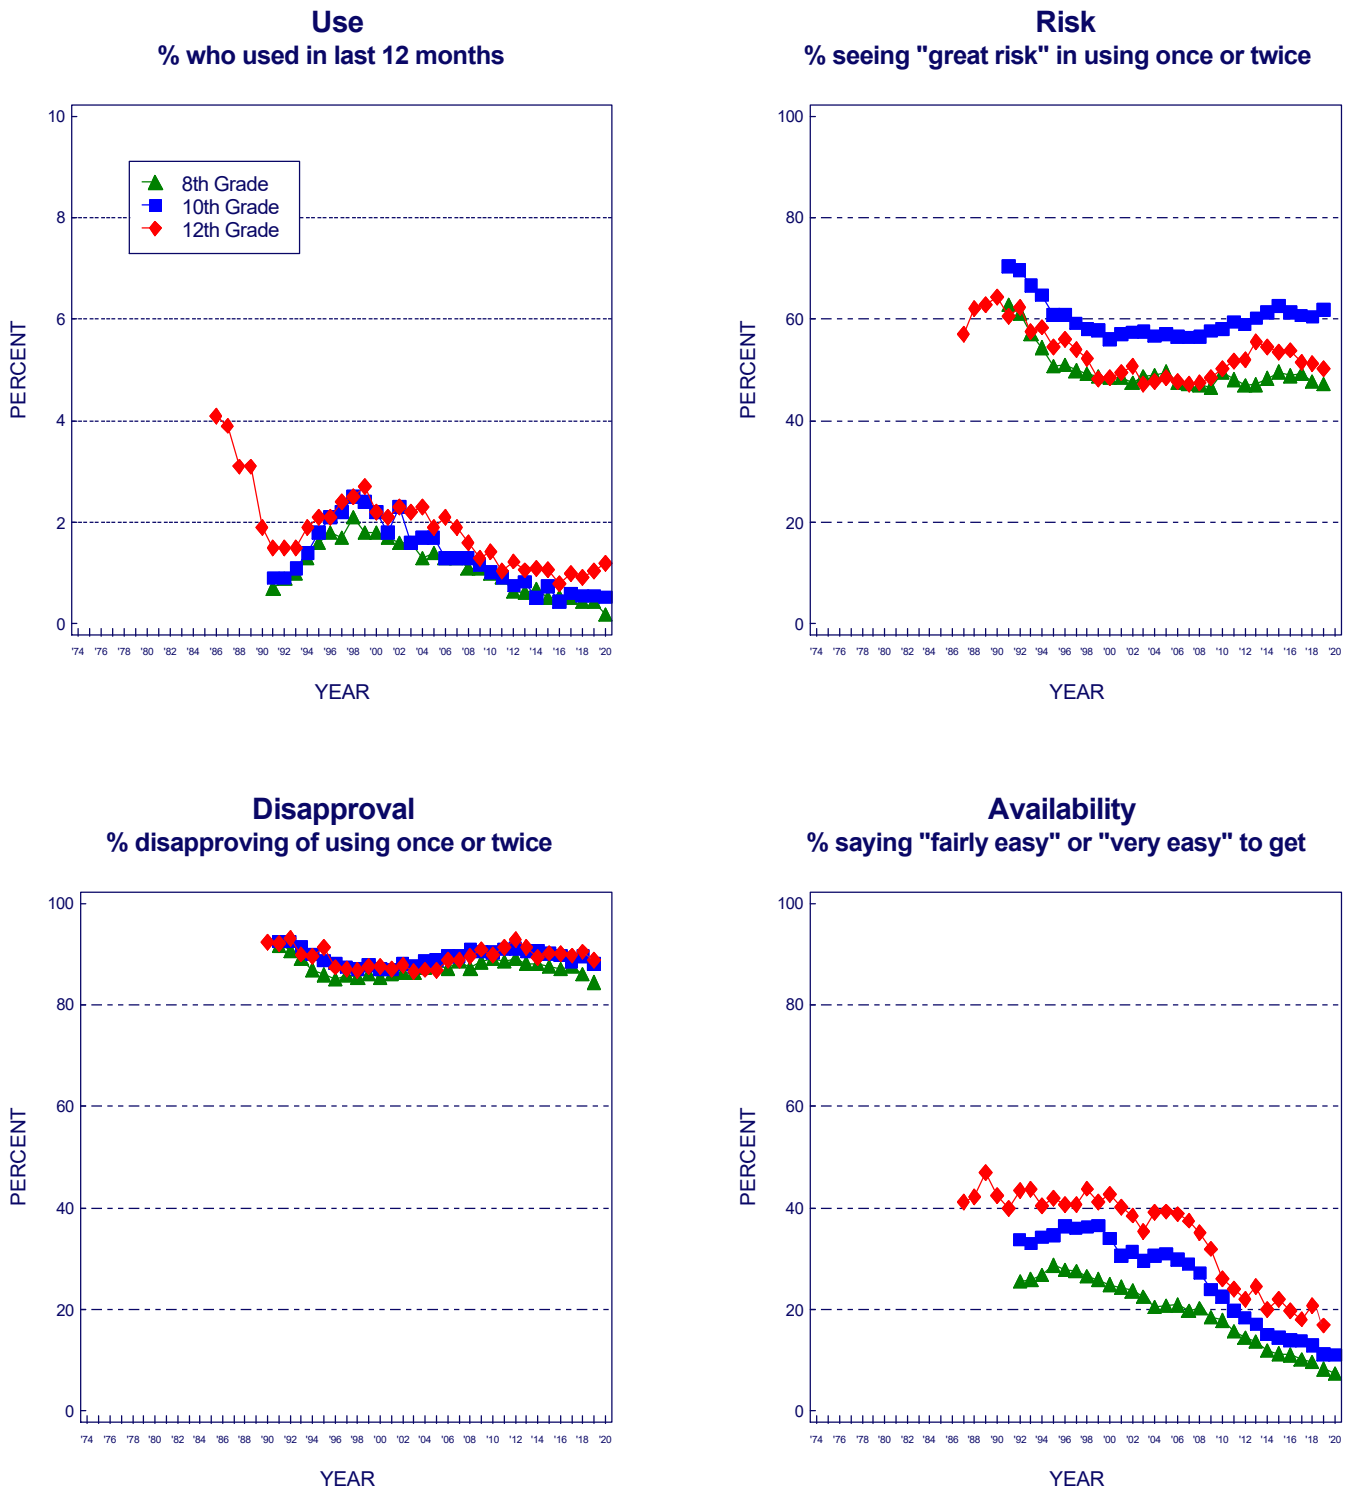 Use
% who used in last 12 months
10
8
6
4
2
0
PERCENT
8th Grade
10th Grade
12th Grade
'74 '76 '78 '80 '82 '84 '86 '88 '90 '92 '94 '96 '98 '00 '02 '04 '06 '08 '10 '12 '14 '16 '18 '20
YEAR
Risk
% seeing "great risk" in using once or twice
100
80
60
40
20
0
PERCENT
'74 '76 '78 '80 '82 '84 '86 '88 '90 '92 '94 '96 '98 '00 '02 '04 '06 '08 '10 '12 '14 '16 '18 '20
YEAR
Disapproval
% disapproving of using once or twice
100
80
60
40
20
0
PERCENT
'74 '76 '78 '80 '82 '84 '86 '88 '90 '92 '94 '96 '98 '00 '02 '04 '06 '08 '10 '12 '14 '16 '18 '20
YEAR
Availability
% saying "fairly easy" or "very easy" to get
100
80
60
40
20
0
PERCENT
'74 '76 '78 '80 '82 '84 '86 '88 '90 '92 '94 '96 '98 '00 '02 '04 '06 '08 '10 '12 '14 '16 '18 '20
YEAR